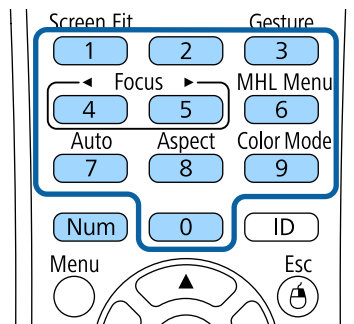 Screen Fit Gesture
1 2 3
◄ Focus ► MHL Menu
4 5 6
Auto Aspect Color Mode
7 8 9
Num 0 ID
Menu Esc